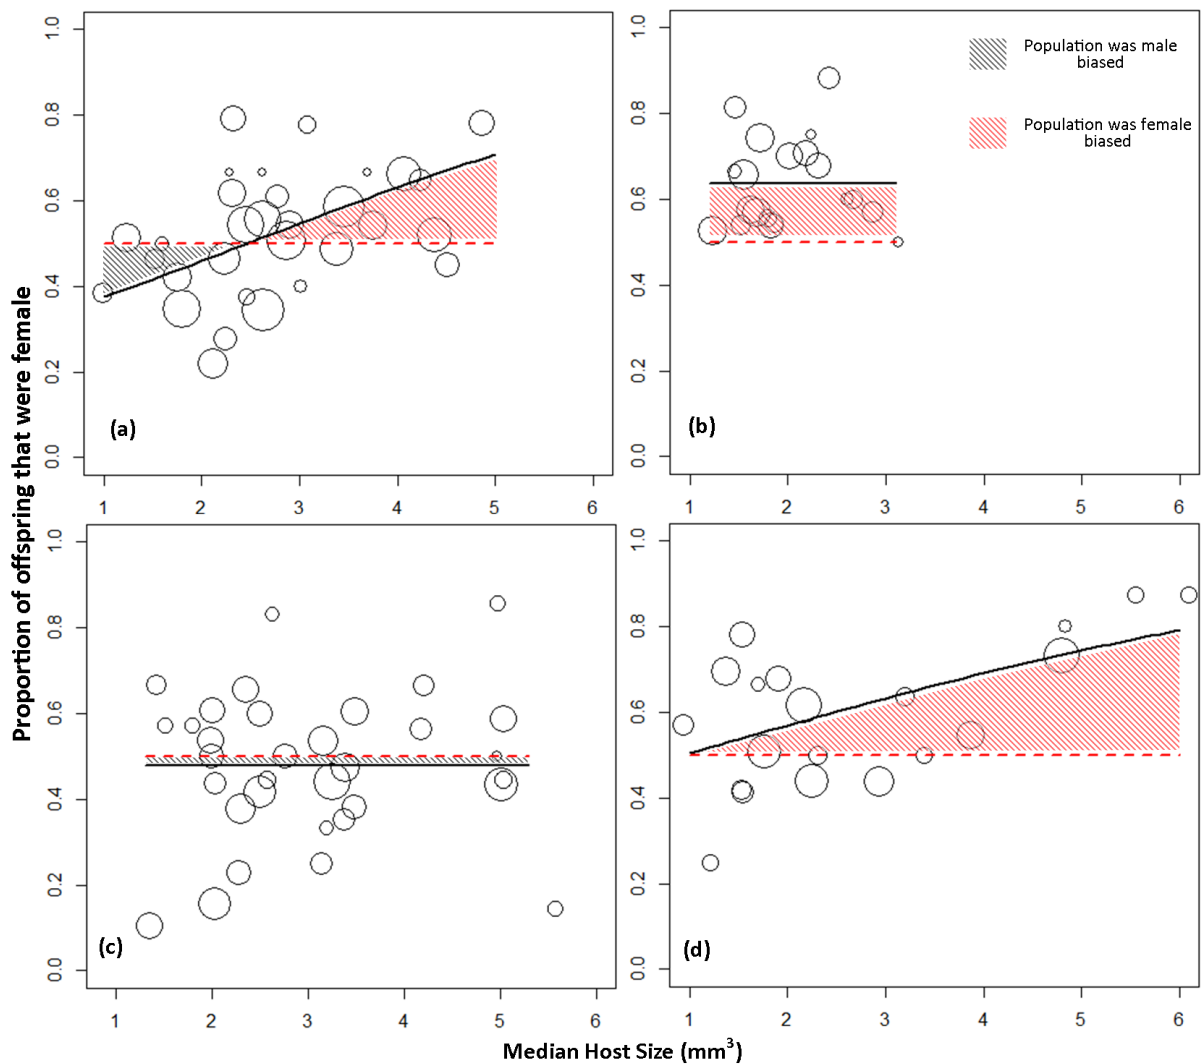 Proportion of offspring that were female
1.0
0.8
0.6
0.4
0.2
0.0
(a)
1 2 3 4 5 6
1.0
0.8
0.6
0.4
0.2
0.0
Population was male
biased
Population was female
biased
(b)
1 2 3 4 5 6
1.0
0.8
0.6
0.4
0.2
0.0
(c)
1 2 3 4 5 6
1.0
0.8
0.6
0.4
0.2
0.0
(d)
1 2 3 4 5 6
Median Host Size (mm³)